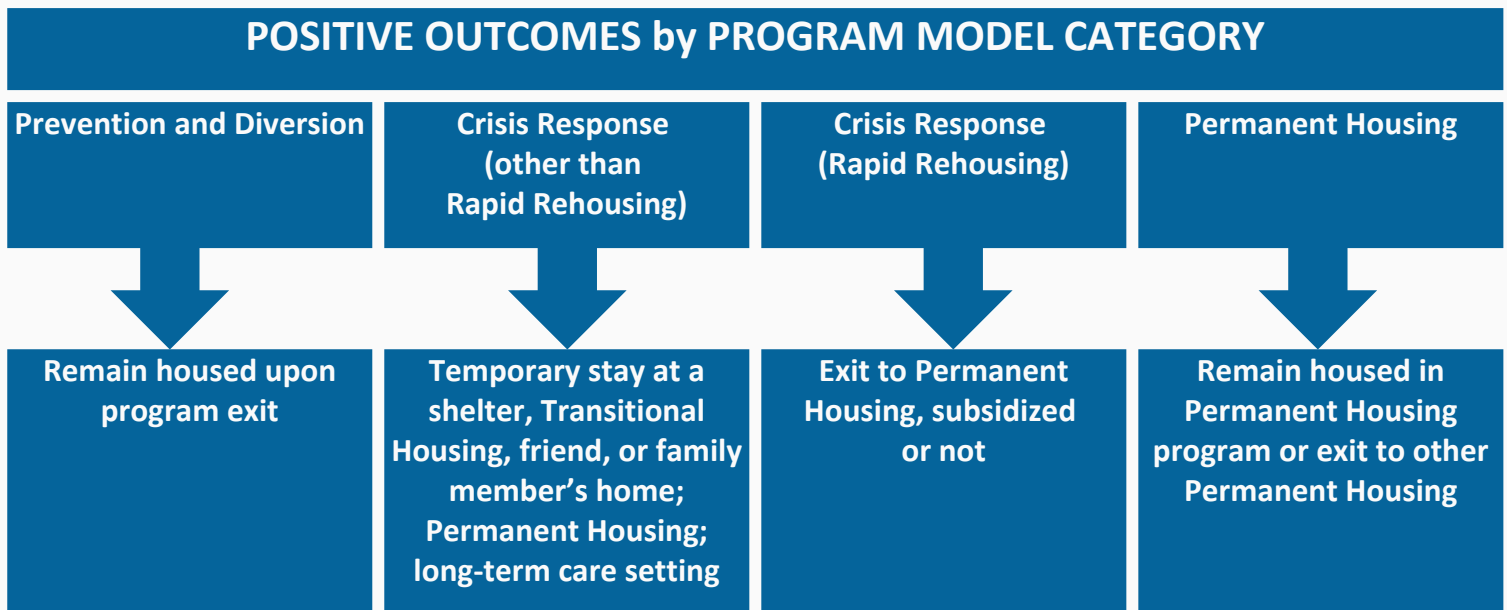 POSITIVE OUTCOMES by PROGRAM MODEL CATEGORY
Prevention and Diversion
Crisis Response
(other than
Rapid Rehousing)
Crisis Response
(Rapid Rehousing)
Permanent Housing
Remain housed upon
program exit
Temporary stay at a
shelter, Transitional
Housing, friend, or family
member’s home;
Permanent Housing;
long-term care setting
Exit to Permanent
Housing, subsidized
or not
Remain housed in
Permanent Housing
program or exit to other
Permanent Housing